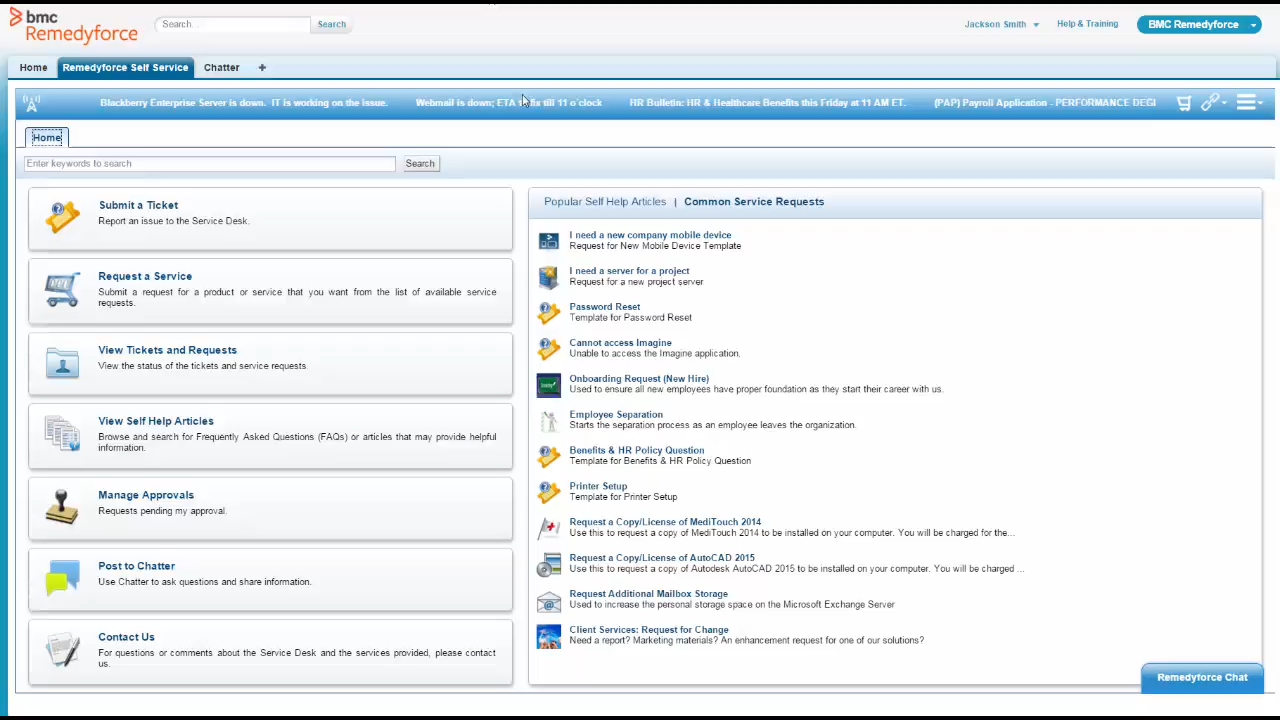 bmc
Remedyforce
Search...
Search
Jackson Smith
Help & Training
BMC Remedyforce
Home
Remedyforce Self Service
Chatter
+
Blackberry Enterprise Server is down. IT is working on the issue.
Webmail is down; ETA to fix till 11 o'clock
HR Bulletin: HR & Healthcare Benefits this Friday at 11 AM ET.
(PAP) Payroll Application - PERFORMANCE DEGI
Home
Enter keywords to search
Search
Submit a Ticket
Report an issue to the Service Desk.
Request a Service
Submit a request for a product or service that you want from the list of available service
requests.
View Tickets and Requests
View the status of the tickets and service requests.
View Self Help Articles
Browse and search for Frequently Asked Questions (FAQs) or articles that may provide helpful
information.
Manage Approvals
Requests pending my approval.
Post to Chatter
Use Chatter to ask questions and share information.
Contact Us
For questions or comments about the Service Desk and the services provided, please contact
us.
Popular Self Help Articles | Common Service Requests
I need a new company mobile device
Request for New Mobile Device Template
I need a server for a project
Request for a new project server
Password Reset
Template for Password Reset
Cannot access Imagine
Unable to access the Imagine application.
Onboarding Request (New Hire)
Used to ensure all new employees have proper foundation as they start their career with us.
Employee Separation
Starts the separation process as an employee leaves the organization.
Benefits & HR Policy Question
Template for Benefits & HR Policy Question
Printer Setup
Template for Printer Setup
Request a Copy/License of MediTouch 2014
Use this to request a copy of MediTouch 2014 to be installed on your computer. You will be charged for the...
Request a Copy/License of AutoCAD 2015
Use this to request a copy of Autodesk AutoCAD 2015 to be installed on your computer. You will be charged ...
Request Additional Mailbox Storage
Used to increase the personal storage space on the Microsoft Exchange Server
Client Services: Request for Change
Need a report? Marketing materials? An enhancement request for one of our solutions?
Remedyforce Chat